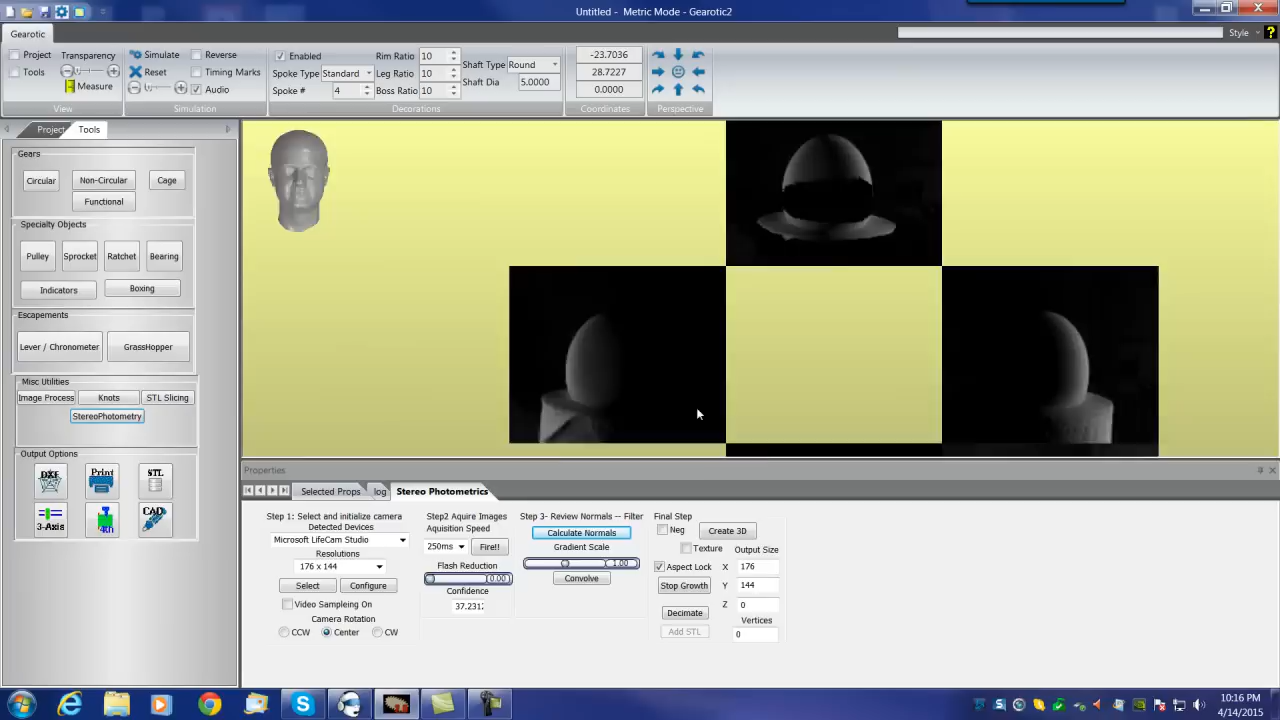 Untitled - Metric Mode - Gearotic2
Gearotic
Style
Project
Transparency
Tools
Measure
View
Simulate
Reverse
Reset
Timing Marks
Audio
Simulation
Enabled
Rim Ratio 10
Shaft Type Round
Spoke Type Standard
Leg Ratio 10
Shaft Dia 5.0000
Spoke # 4
Boss Ratio 10
Decorations
-23.7036
28.7227
0.0000
Coordinates
Perspective
Project Tools
Gears
Circular Non-Circular Cage
Functional
Specialty Objects
Pulley Sprocket Ratchet Bearing
Indicators Boxing
Escapements
Lever / Chronometer GrassHopper
Misc Utilities
Image Process Knots STL Slicing
StereoPhotometry
Output Options
DXF Print STL
3-Axis 4th CAD
Properties
Selected Props log Stereo Photometrics
Step 1: Select and initialize camera
Detected Devices
Microsoft LifeCam Studio
Resolutions
176 x 144
Select Configure
Video Sampleing On
Camera Rotation
CCW Center CW
Step2 Aquire Images
Aquisition Speed
250ms Fire!!
Flash Reduction
0.00
Confidence
37.2312
Step 3- Review Normals -- Filter
Calculate Normals
Gradient Scale
1.00
Convolve
Final Step
Neg Create 3D
Texture Output Size
Aspect Lock X 176
Stop Growth Y 144
Z 0
Decimate Vertices
Add STL 0
10:16 PM
4/14/2015